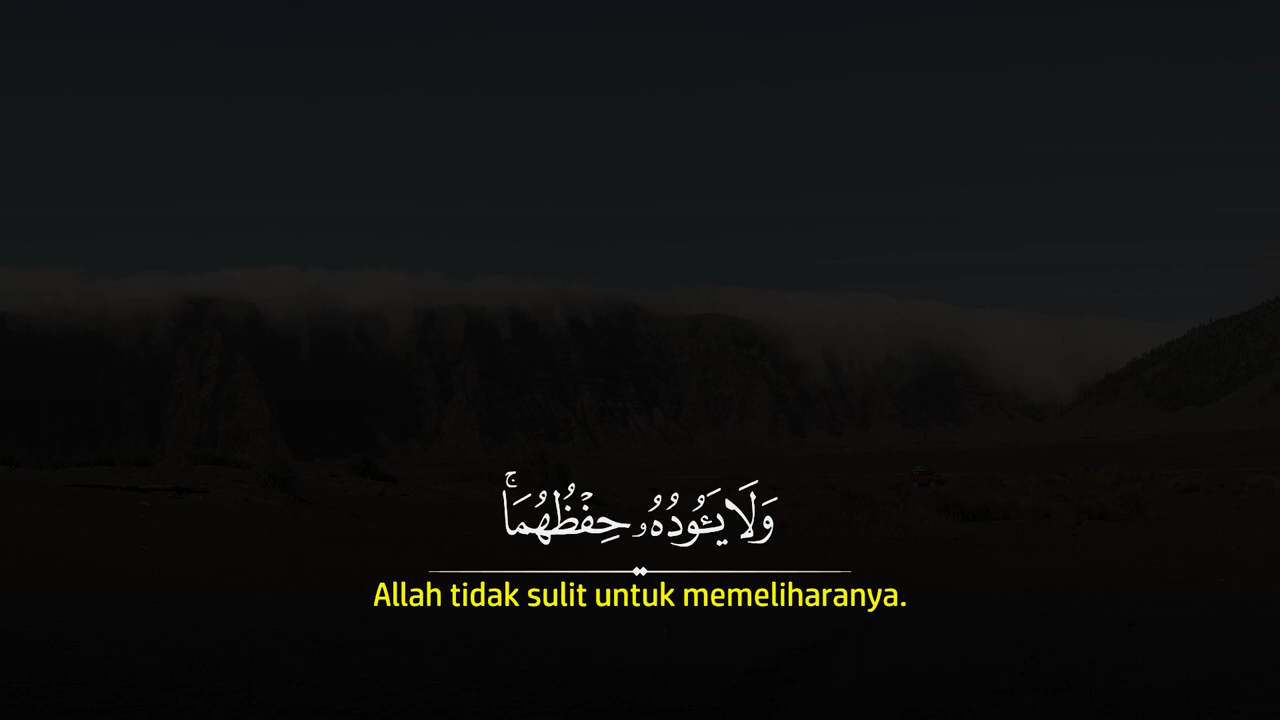 وَلَا يَـُٔودُهُۥ حِفْظُهُمَا ۚ
Allah tidak sulit untuk memeliharanya.